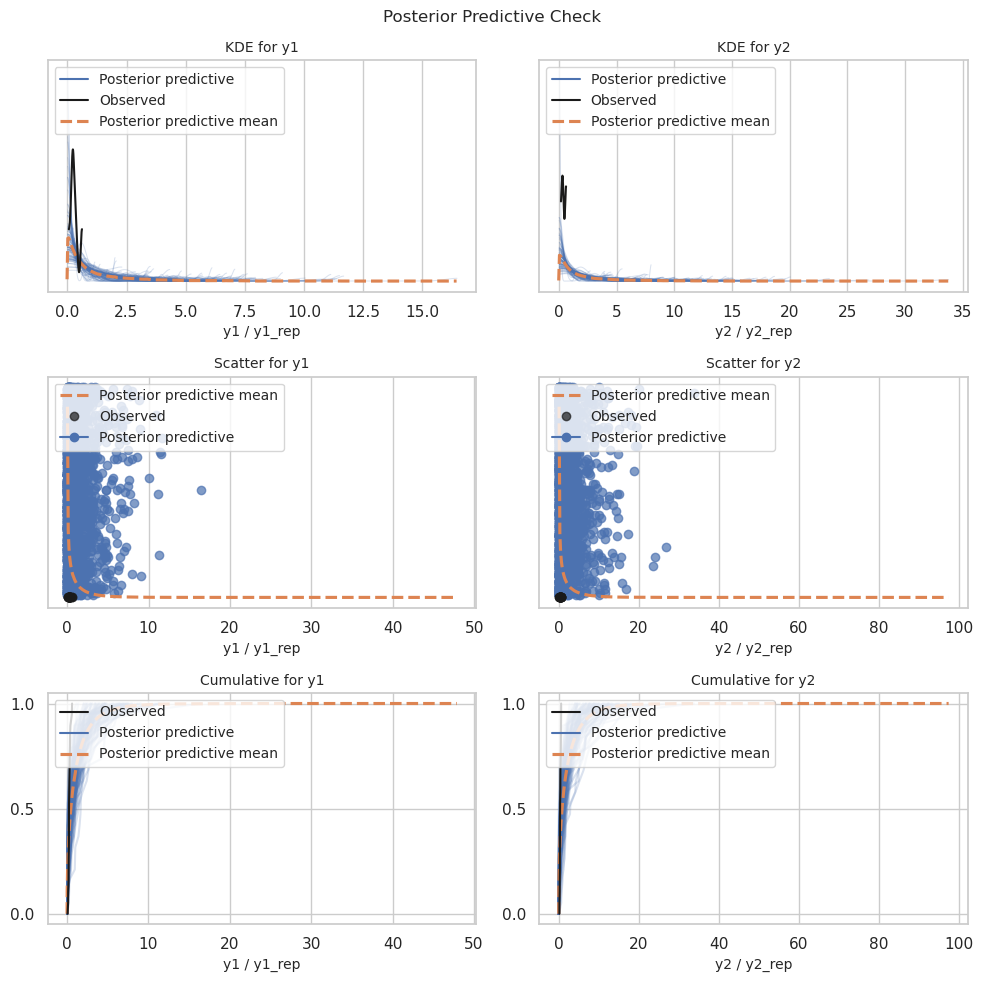 Posterior Predictive Check
KDE for y1
Posterior predictive
Observed
Posterior predictive mean
0.0 2.5 5.0 7.5 10.0 12.5 15.0
y1 / y1_rep
KDE for y2
Posterior predictive
Observed
Posterior predictive mean
0 5 10 15 20 25 30 35
y2 / y2_rep
Scatter for y1
Posterior predictive mean
Observed
Posterior predictive
0 10 20 30 40 50
y1 / y1_rep
Scatter for y2
Posterior predictive mean
Observed
Posterior predictive
0 20 40 60 80 100
y2 / y2_rep
Cumulative for y1
1.0
Observed
Posterior predictive
Posterior predictive mean
0.5
0.0
0 10 20 30 40 50
y1 / y1_rep
Cumulative for y2
1.0
Observed
Posterior predictive
Posterior predictive mean
0.5
0.0
0 20 40 60 80 100
y2 / y2_rep